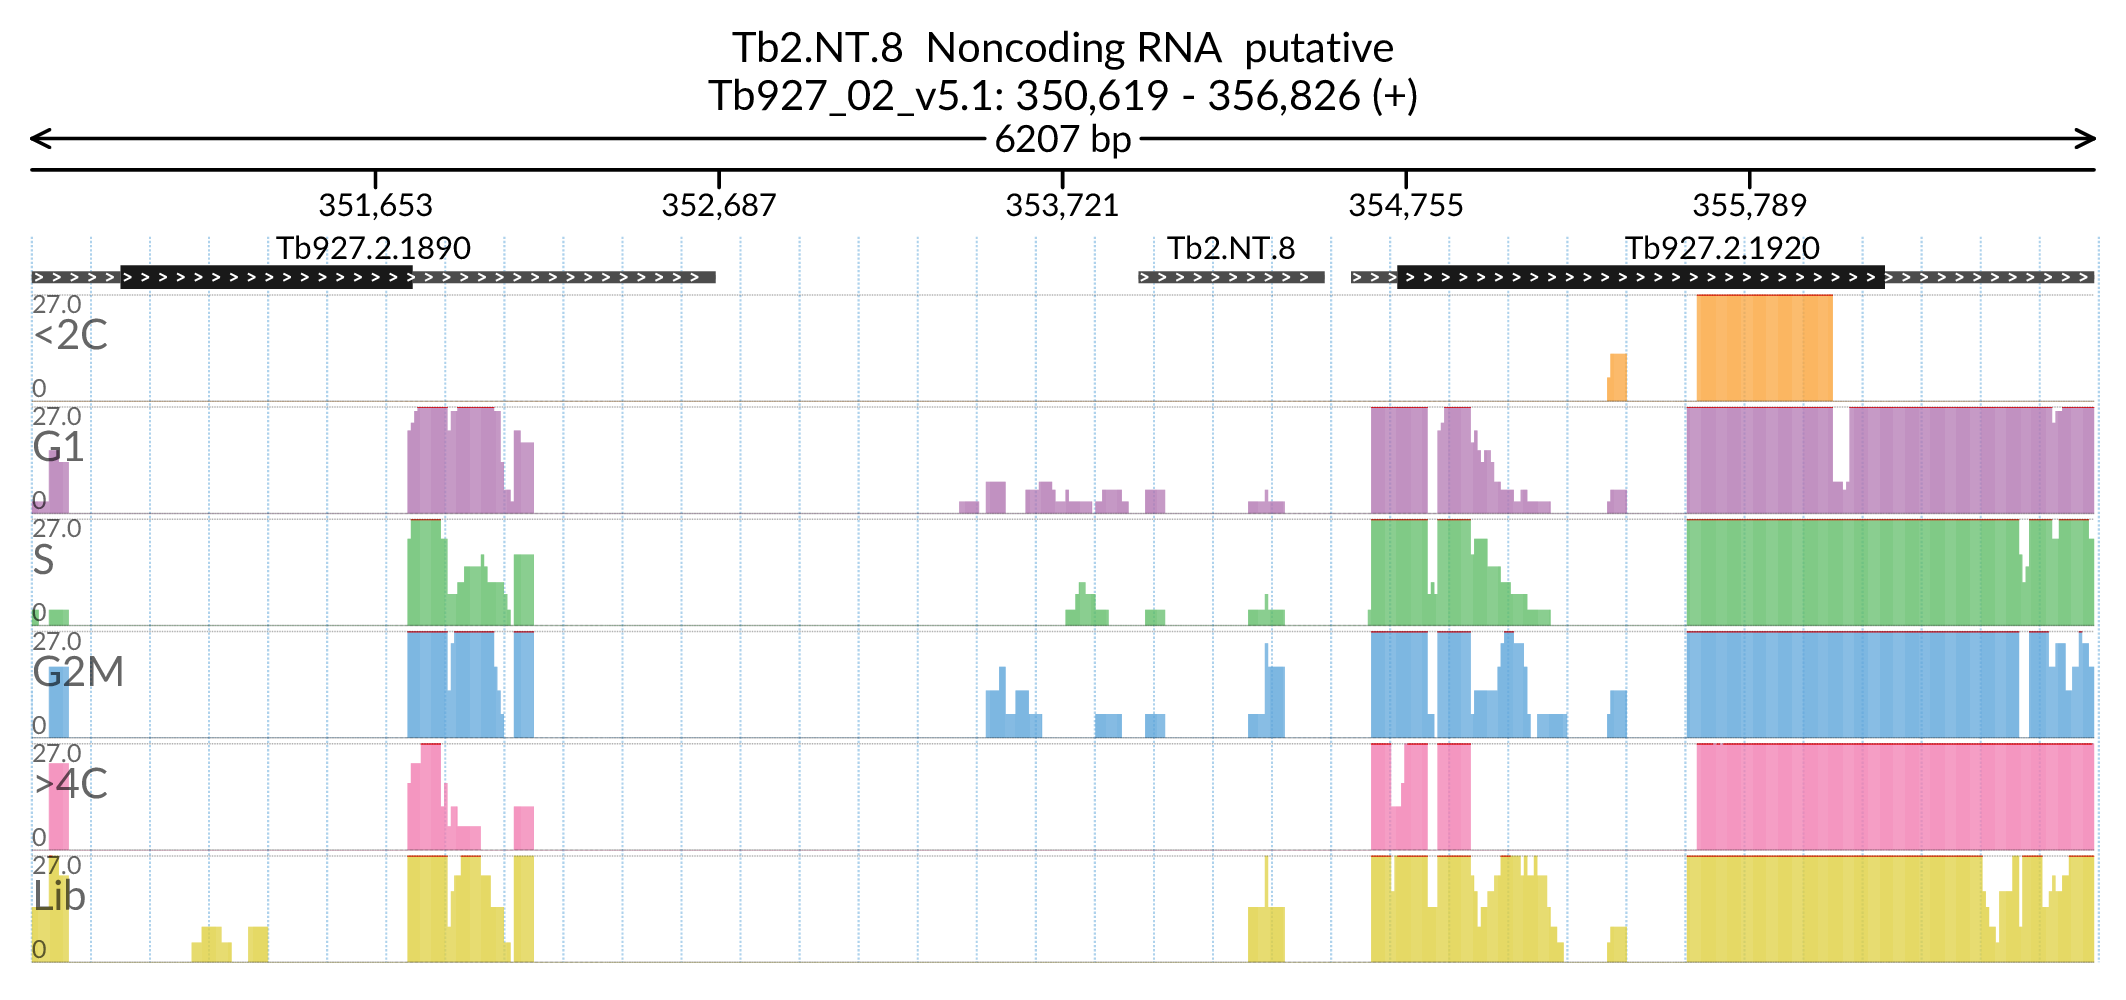 Tb2.NT.8 Noncoding RNA putative
Tb927_02_v5.1: 350,619 - 356,826 (+)
6207 bp
351,653 352,687 353,721 354,755 355,789
Tb927.2.1890 Tb2.NT.8 Tb927.2.1920
27.0
<2C
0
27.0
G1
0
27.0
S
0
27.0
G2M
0
27.0
>4C
0
27.0
Lib
0